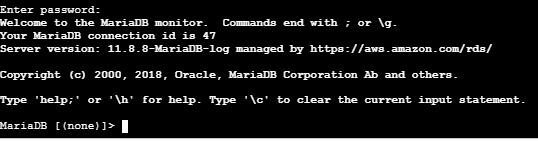 Enter password:
Welcome to the MariaDB monitor.  Commands end with ; or \g.
Your MariaDB connection id is 47
Server version: 11.8.8-MariaDB-log managed by https://aws.amazon.com/rds/
Copyright (c) 2000, 2018, Oracle, MariaDB Corporation Ab and others.
Type 'help;' or '\h' for help. Type '\c' to clear the current input statement.
MariaDB [(none)]>